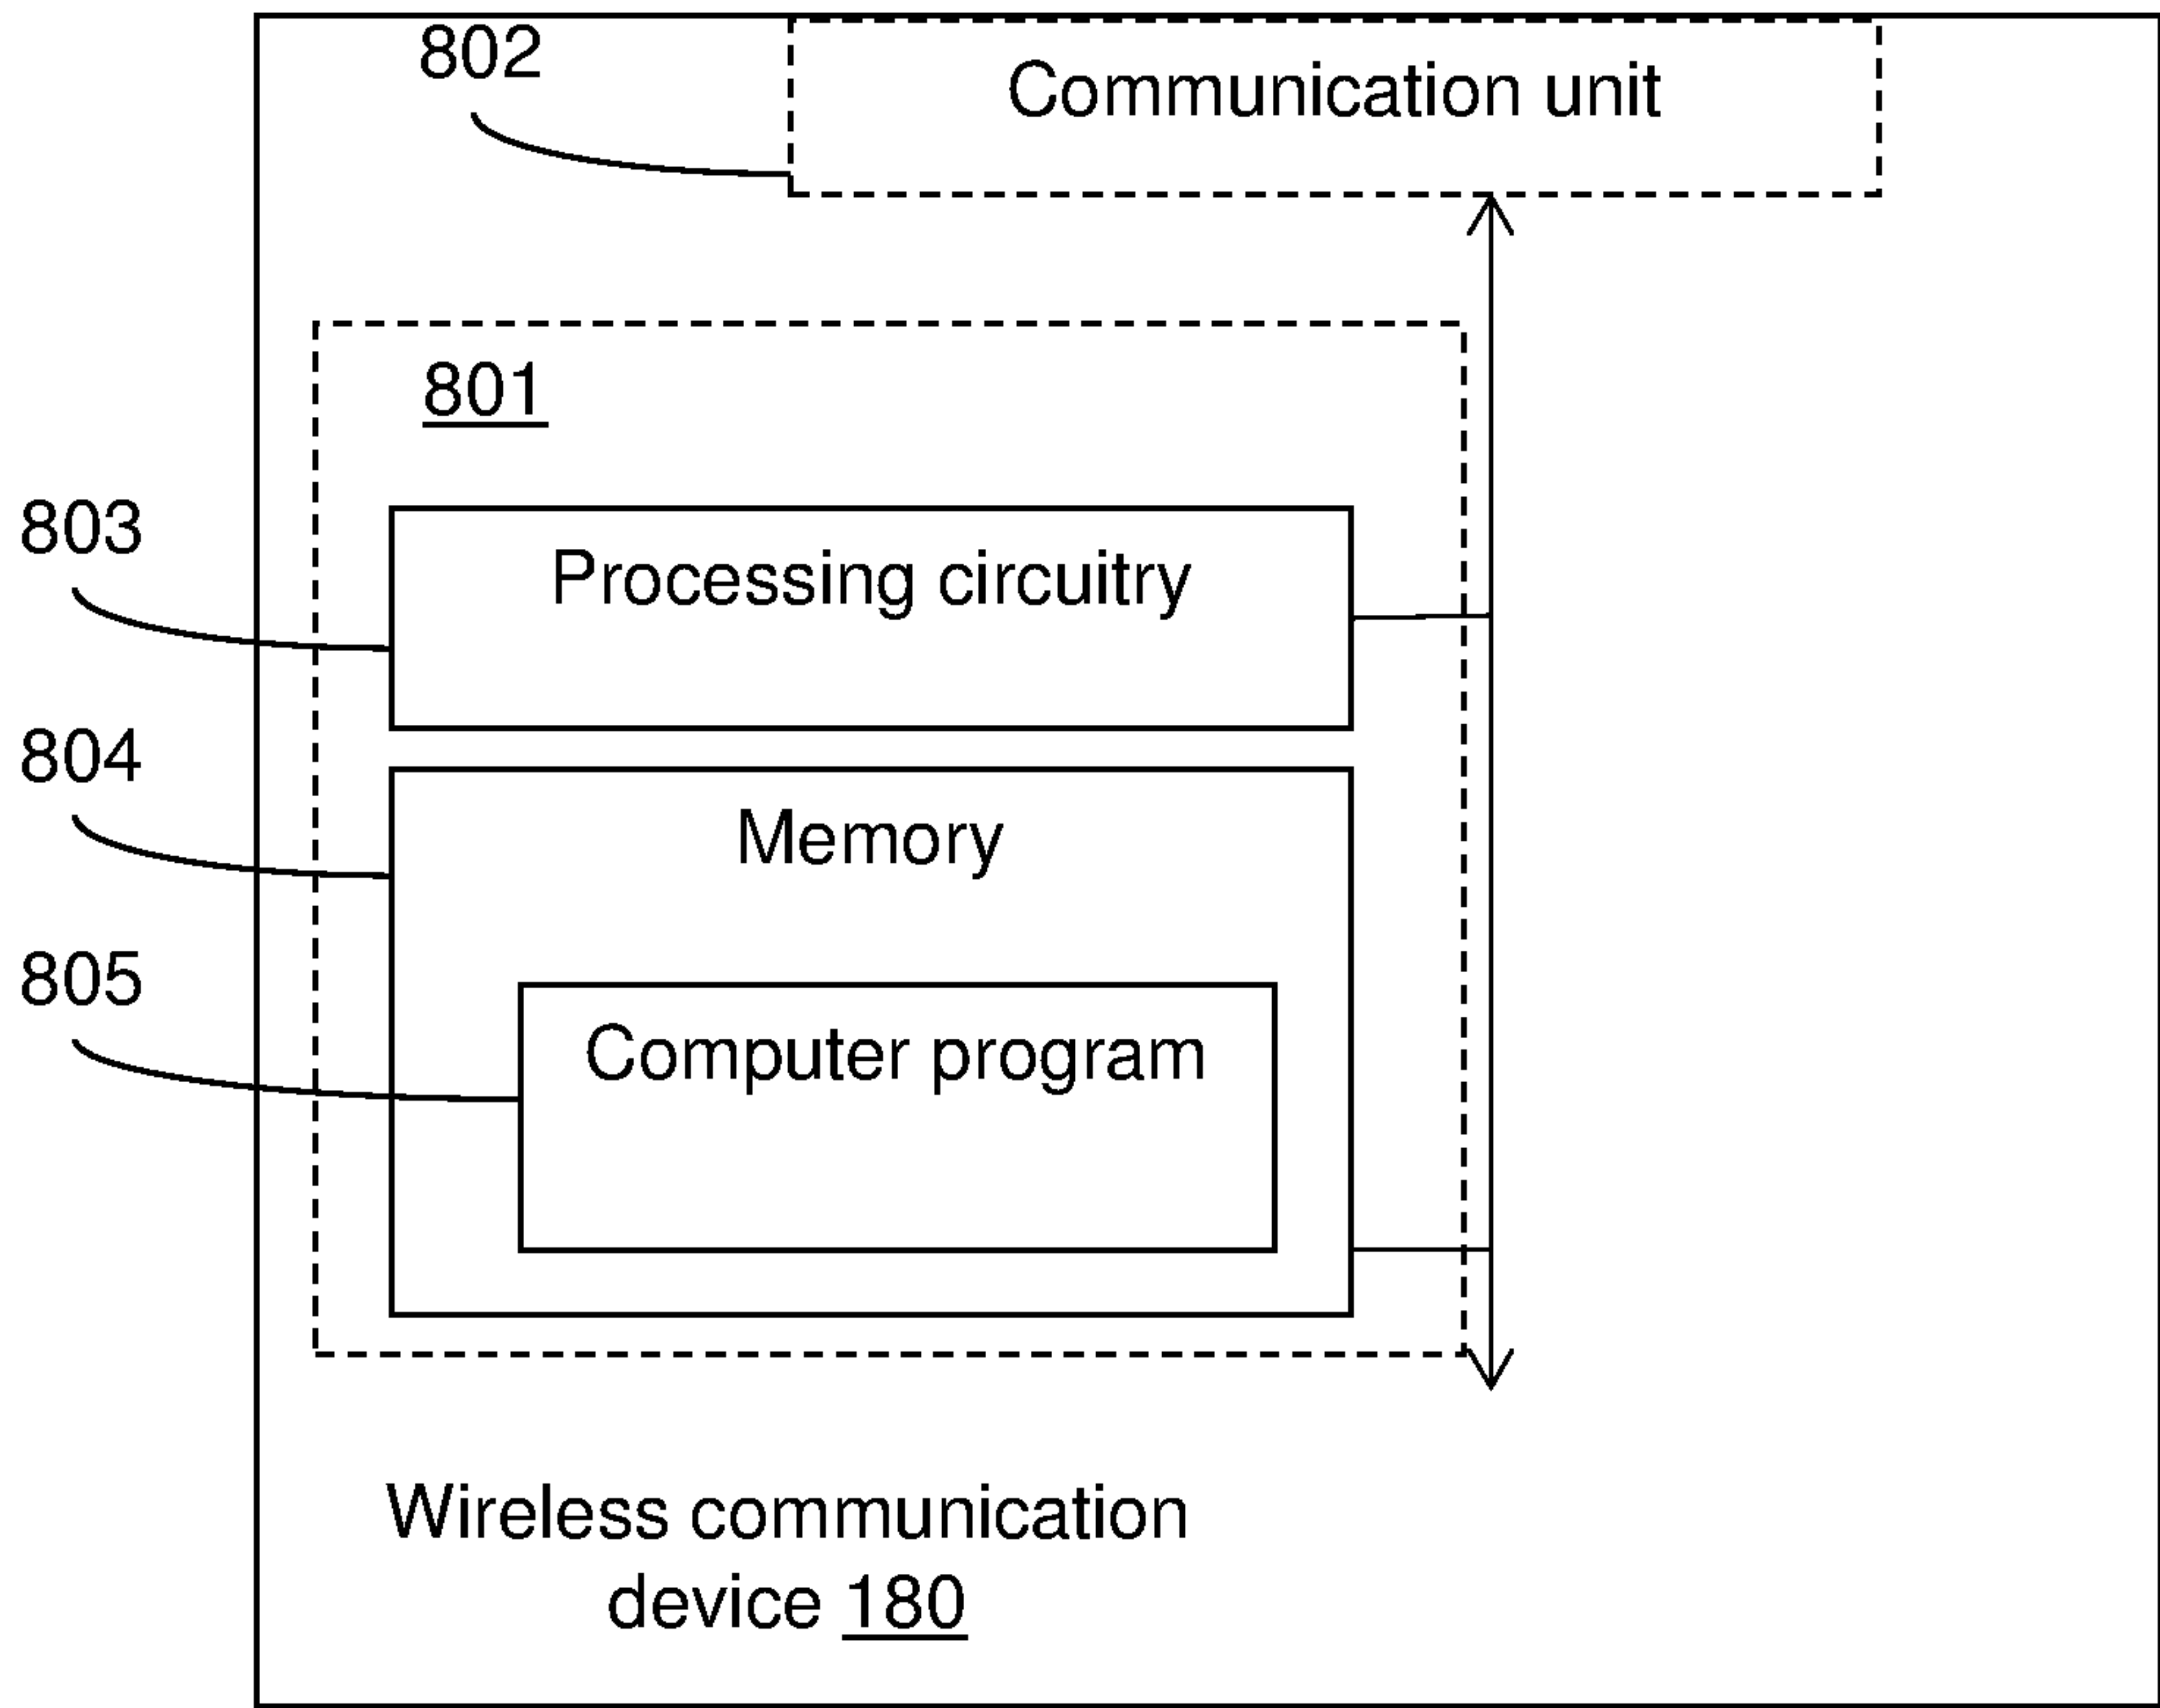 802
Communication unit
801
803
Processing circuitry
804
Memory
805
Computer program
Wireless communication
device 180